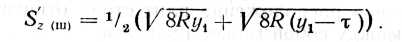 S′z (III) = 1/2 (√8Ry₁ + √8R (y₁ − τ)).